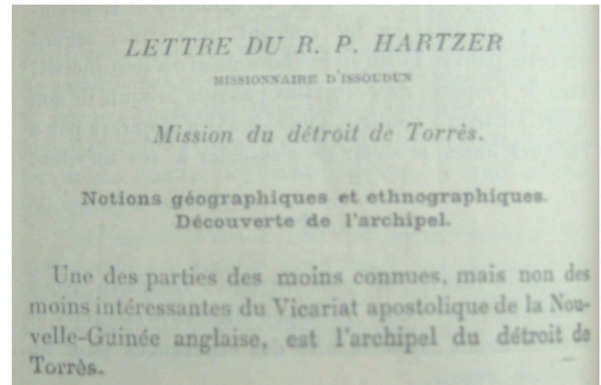 LETTRE DU R. P. HARTZER
MISSIONNAIRE D'ISSOUDUN
Mission du détroit de Torrès.
Notions géographiques et ethnographiques.
Découverte de l'archipel.
Une des parties des moins connues, mais non des
moins intéressantes du Vicariat apostolique de la Nou-
velle-Guinée anglaise, est l'archipel du détroit de
Torrès.